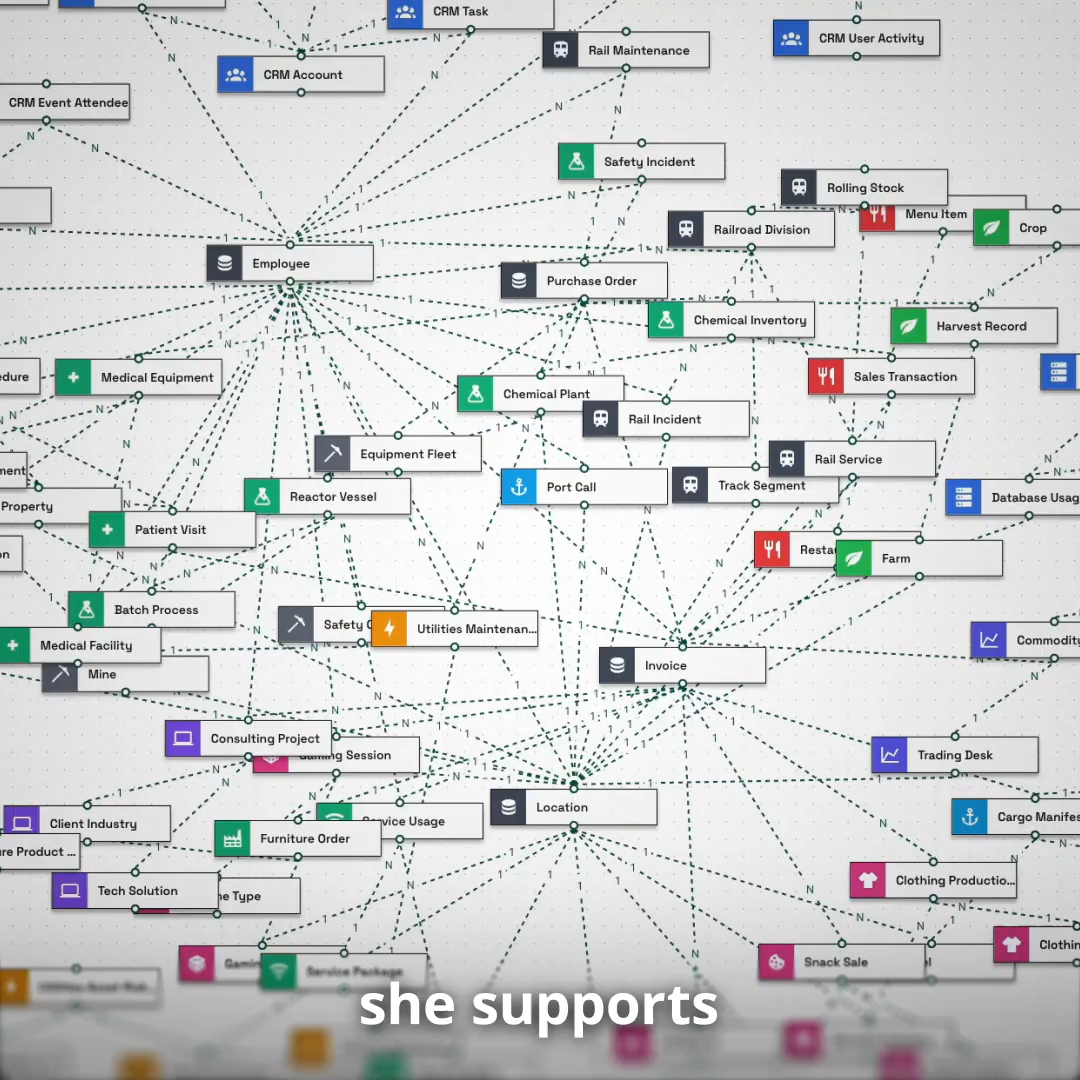 CRM Task
CRM User Activity
Rail Maintenance
CRM Account
CRM Event Attendee
Safety Incident
Rolling Stock
Menu Item
Crop
Railroad Division
Employee
Purchase Order
Chemical Inventory
Harvest Record
Medical Equipment
Sales Transaction
Chemical Plant
Rail Incident
Equipment Fleet
Rail Service
Port Call
Track Segment
Reactor Vessel
Database Usag
Property
Patient Visit
Farm
Batch Process
Safety
Utilities Maintenan...
Commodity
Medical Facility
Invoice
Mine
Consulting Project
Gaming Session
Trading Desk
Location
Client Industry
Service Usage
Cargo Manifes
Furniture Order
re Product ...
Tech Solution
e Type
Clothing Productio...
Clothin
Snack Sale
Service Package
she supports